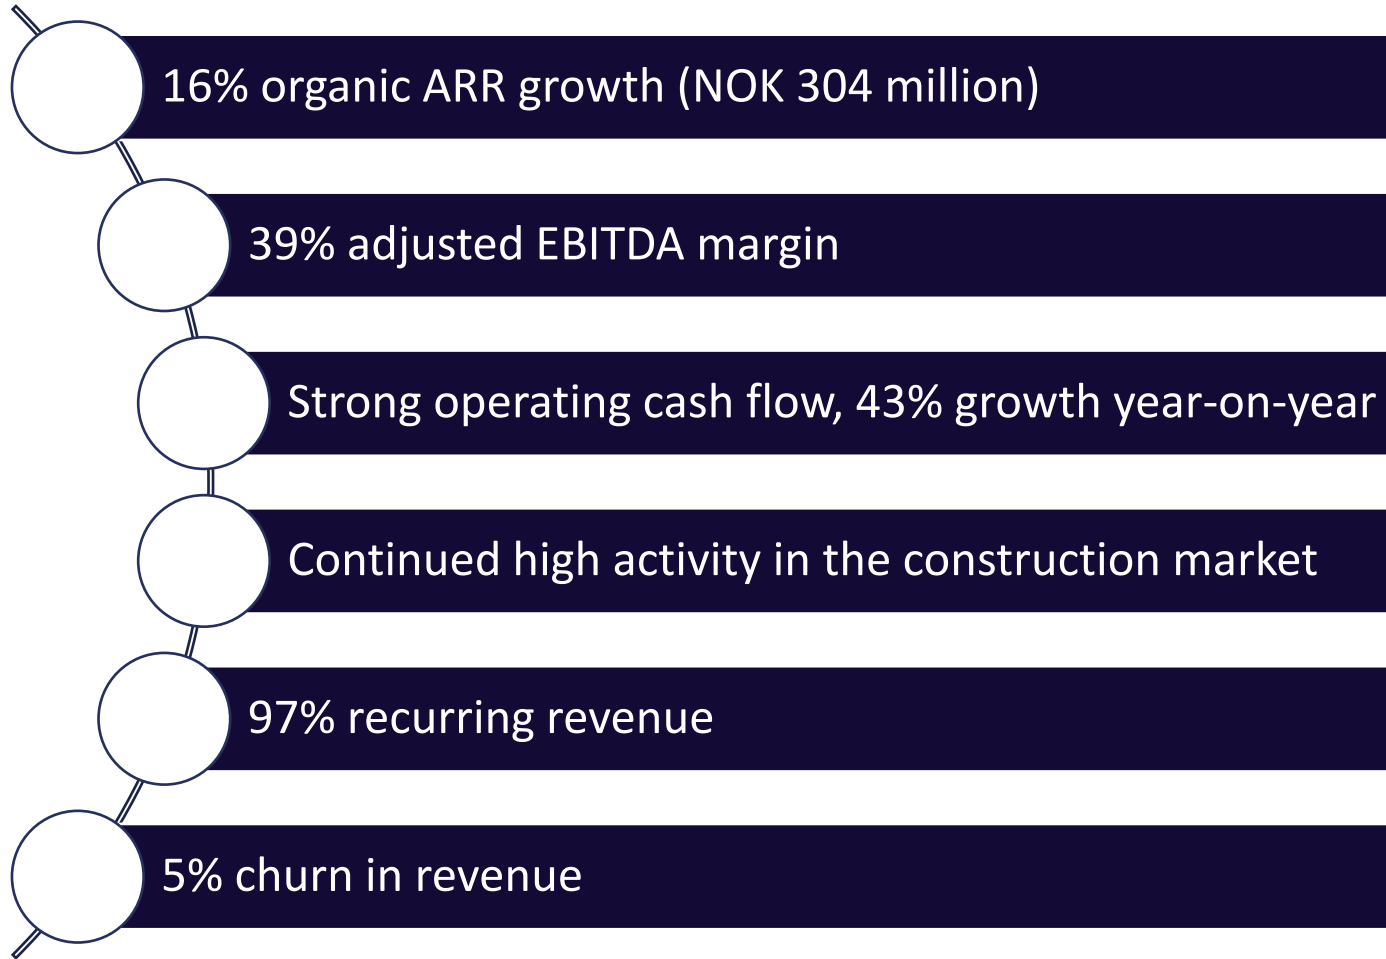 16% organic ARR growth (NOK 304 million)
39% adjusted EBITDA margin
Strong operating cash flow, 43% growth year-on-year
Continued high activity in the construction market
97% recurring revenue
5% churn in revenue